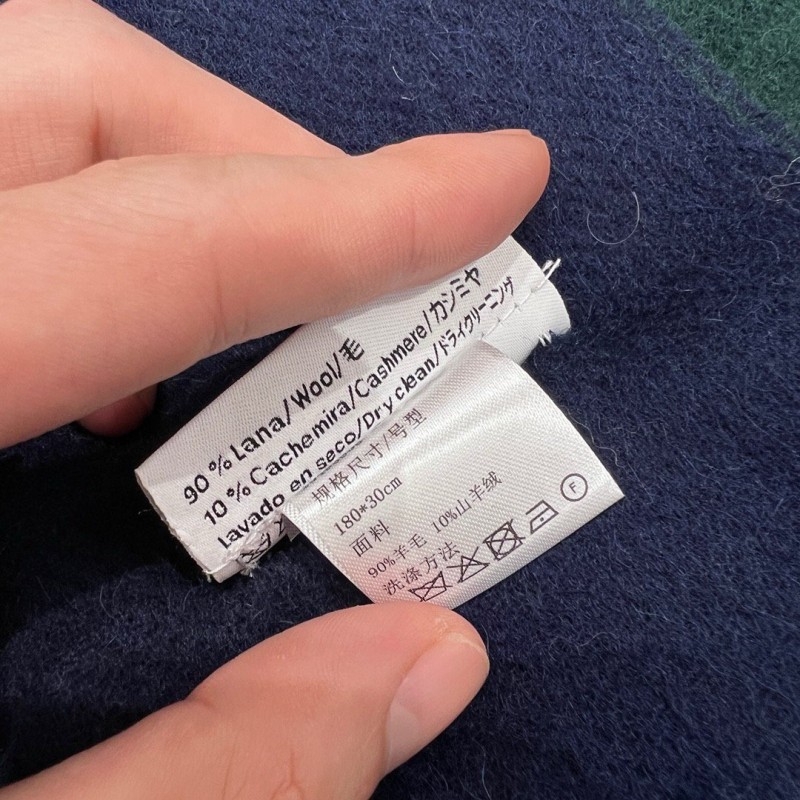 90 % Lana/Wool/毛
10 % Cachemira/Cashmere/カシミヤ
Lavado en seco/Dry clean/ドライクリーニング
规格尺寸/号型
180*30cm
面料
90%羊毛 10%山羊绒
洗涤方法
F